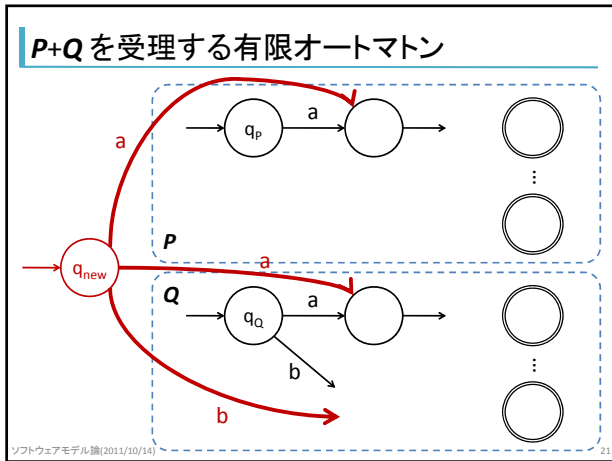 P+Q を受理する有限オートマトン
a
q_P
a
⋮
P
q_new
a
Q
q_Q
a
b
⋮
b
ソフトウェアモデル論(2011/10/14)
21